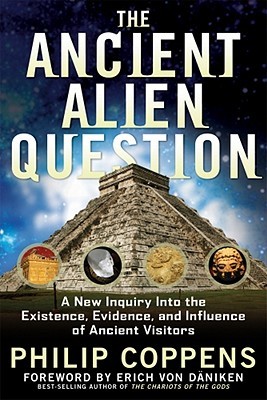 THE
ANCIENT
ALIEN
QUESTION
A New Inquiry Into the
Existence, Evidence, and Influence
of Ancient Visitors
PHILIP COPPENS
FOREWORD BY ERICH VON DÄNIKEN
BEST-SELLING AUTHOR OF THE CHARIOTS OF THE GODS